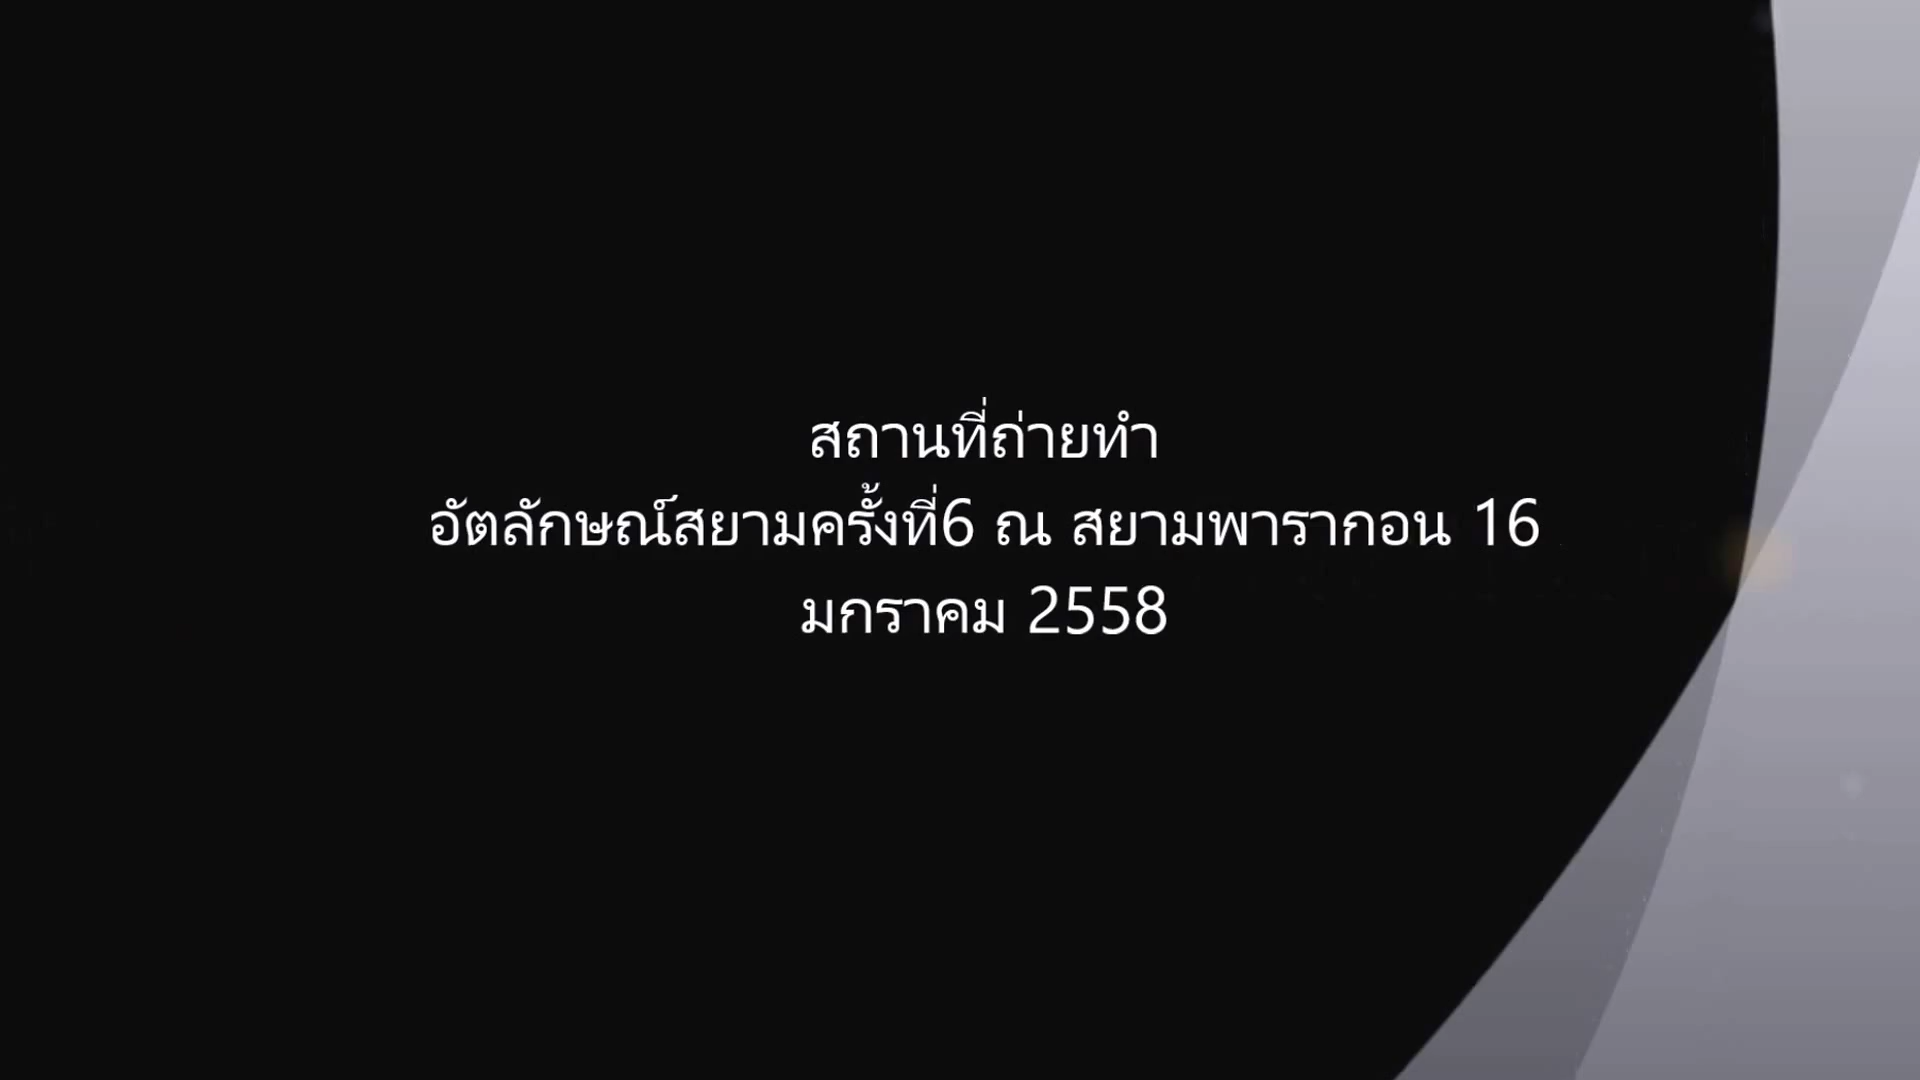 สถานที่ถ่ายทำ
อัตลักษณ์สยามครั้งที่6 ณ สยามพารากอน 16
มกราคม 2558